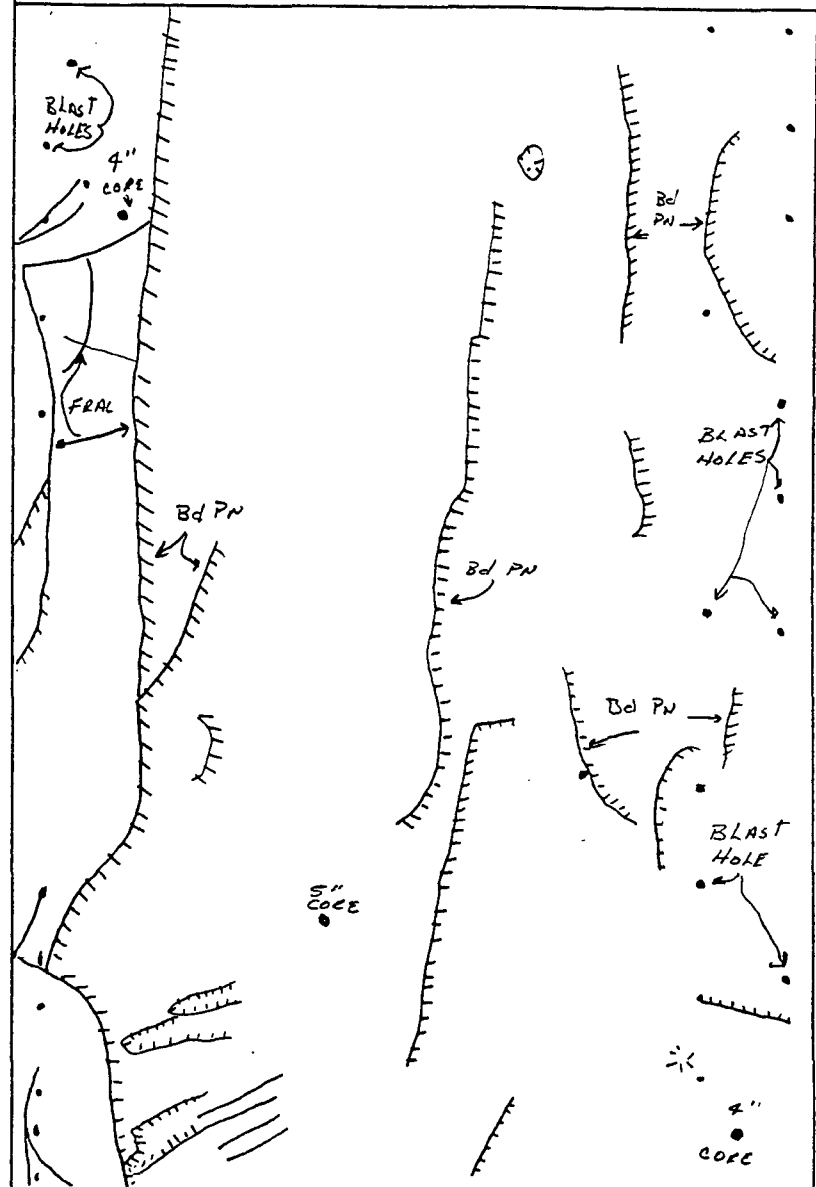 BLAST
HOLES
4"
CORE
Bd
PN
FRAC
BLAST
HOLES
Bd PN
Bd PN
Bd PN
BLAST
HOLE
5"
CORE
4"
CORE